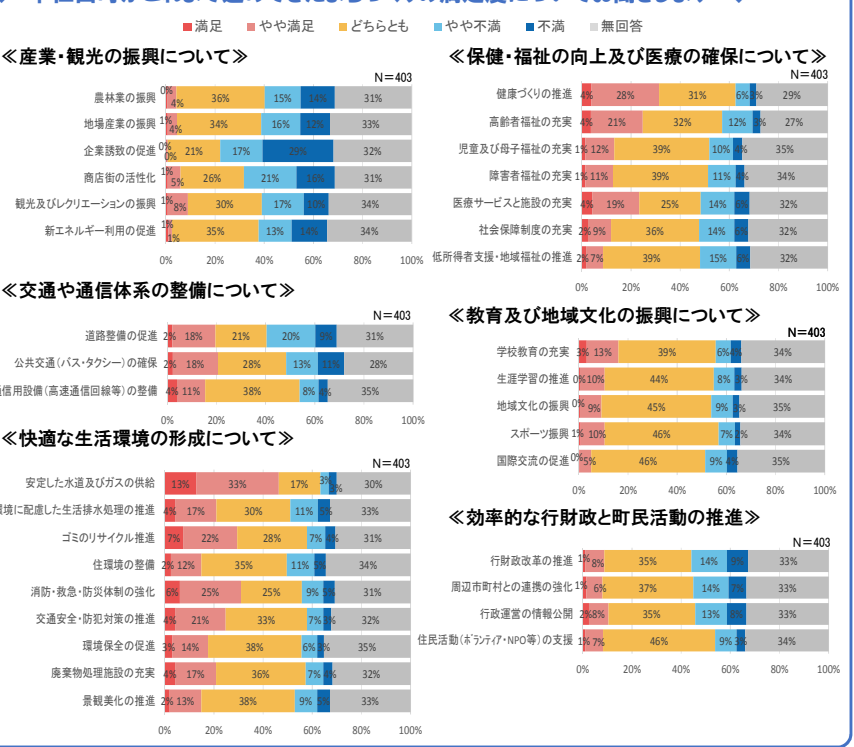 満足 やや満足 どちらとも やや不満 不満 無回答
≪産業・観光の振興について≫
N=403
農林業の振興 0% 4% 36% 15% 14% 31%
地場産業の振興 1% 4% 34% 16% 12% 33%
企業誘致の促進 0% 0% 21% 17% 29% 32%
商店街の活性化 1% 5% 26% 21% 16% 31%
観光及びレクリエーションの振興 1% 8% 30% 17% 10% 34%
新エネルギー利用の促進 1% 1% 35% 13% 14% 34%
0% 20% 40% 60% 80% 100%
≪交通や通信体系の整備について≫
N=403
道路整備の促進 2% 18% 21% 20% 9% 31%
公共交通(バス・タクシー)の確保 2% 18% 28% 13% 11% 28%
信用設備(高速通信回線等)の整備 4% 11% 38% 8% 4% 35%
0% 20% 40% 60% 80% 100%
≪快適な生活環境の形成について≫
N=403
安定した水道及びガスの供給 13% 33% 17% 3% 3% 30%
環境に配慮した生活排水処理の推進 4% 17% 30% 11% 5% 33%
ゴミのリサイクル推進 7% 22% 28% 7% 4% 31%
住環境の整備 2% 12% 35% 11% 5% 34%
消防・救急・防災体制の強化 6% 25% 25% 9% 5% 31%
交通安全・防犯対策の推進 4% 21% 33% 7% 3% 32%
環境保全の促進 3% 14% 38% 6% 3% 35%
廃棄物処理施設の充実 4% 17% 36% 7% 4% 32%
景観美化の推進 2% 13% 38% 9% 5% 33%
0% 20% 40% 60% 80% 100%
≪保健・福祉の向上及び医療の確保について≫
N=403
健康づくりの推進 4% 28% 31% 6% 3% 29%
高齢者福祉の充実 4% 21% 32% 12% 3% 27%
児童及び母子福祉の充実 1% 12% 39% 10% 4% 35%
障害者福祉の充実 1% 11% 39% 11% 4% 34%
医療サービスと施設の充実 4% 19% 25% 14% 6% 32%
社会保障制度の充実 2% 9% 36% 14% 6% 32%
低所得者支援・地域福祉の推進 2% 7% 39% 15% 6% 32%
0% 20% 40% 60% 80% 100%
≪教育及び地域文化の振興について≫
N=403
学校教育の充実 3% 13% 39% 6% 4% 34%
生涯学習の推進 0% 10% 44% 8% 3% 34%
地域文化の振興 0% 9% 45% 9% 3% 35%
スポーツ振興 1% 10% 46% 7% 2% 34%
国際交流の促進 0% 5% 46% 9% 4% 35%
0% 20% 40% 60% 80% 100%
≪効率的な行財政と町民活動の推進≫
N=403
行財政改革の推進 1% 8% 35% 14% 9% 33%
周辺市町村との連携の強化 1% 6% 37% 14% 7% 33%
行政運営の情報公開 2% 8% 35% 13% 8% 33%
住民活動(ボランティア・NPO等)の支援 1% 7% 46% 9% 3% 34%
0% 20% 40% 60% 80% 100%